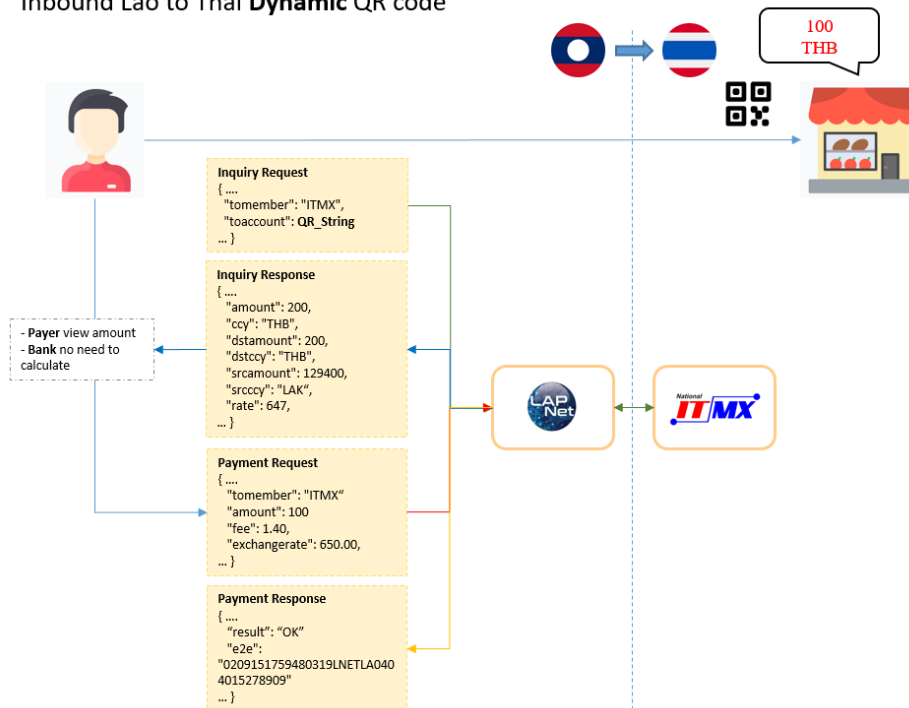 Inbound Lao to Thai Dynamic QR code
100
THB
Inquiry Request
{ ....
"tomember": "ITMX",
"toaccount": QR_String
... }
Inquiry Response
{ ....
"amount": 200,
"ccy": "THB",
"dstamount": 200,
"dstccy": "THB",
"srcamount": 129400,
"srcccy": "LAK“,
"rate": 647,
... }
- Payer view amount
- Bank no need to
calculate
LAP
Net
National
ITMX
Payment Request
{ ....
"tomember": "ITMX“
"amount": 100
"fee": 1.40,
"exchangerate": 650.00,
... }
Payment Response
{ ....
“result”: “OK”
"e2e":
"0209151759480319LNETLA040
4015278909"
... }